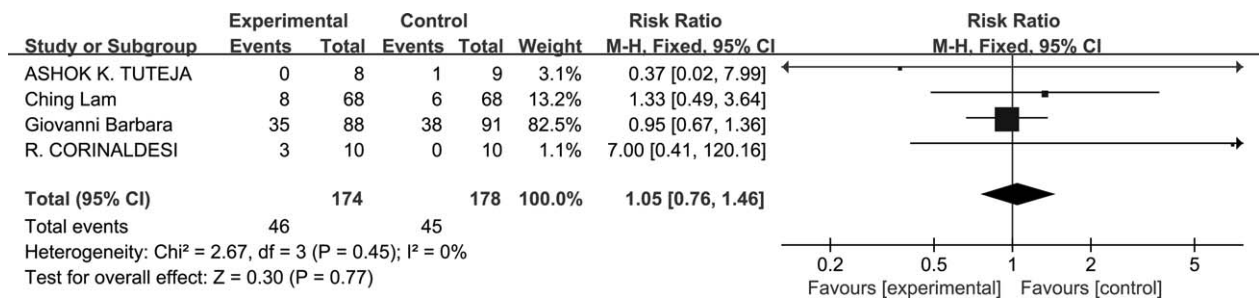 Experimental Control Risk Ratio Risk Ratio
Study or Subgroup Events Total Events Total Weight M-H, Fixed, 95% CI M-H, Fixed, 95% CI
ASHOK K. TUTEJA 0 8 1 9 3.1% 0.37 [0.02, 7.99]
Ching Lam 8 68 6 68 13.2% 1.33 [0.49, 3.64]
Giovanni Barbara 35 88 38 91 82.5% 0.95 [0.67, 1.36]
R. CORINALDESI 3 10 0 10 1.1% 7.00 [0.41, 120.16]
Total (95% CI) 174 178 100.0% 1.05 [0.76, 1.46]
Total events 46 45
Heterogeneity: Chi² = 2.67, df = 3 (P = 0.45); I² = 0%
Test for overall effect: Z = 0.30 (P = 0.77)
0.2 0.5 1 2 5
Favours [experimental] Favours [control]